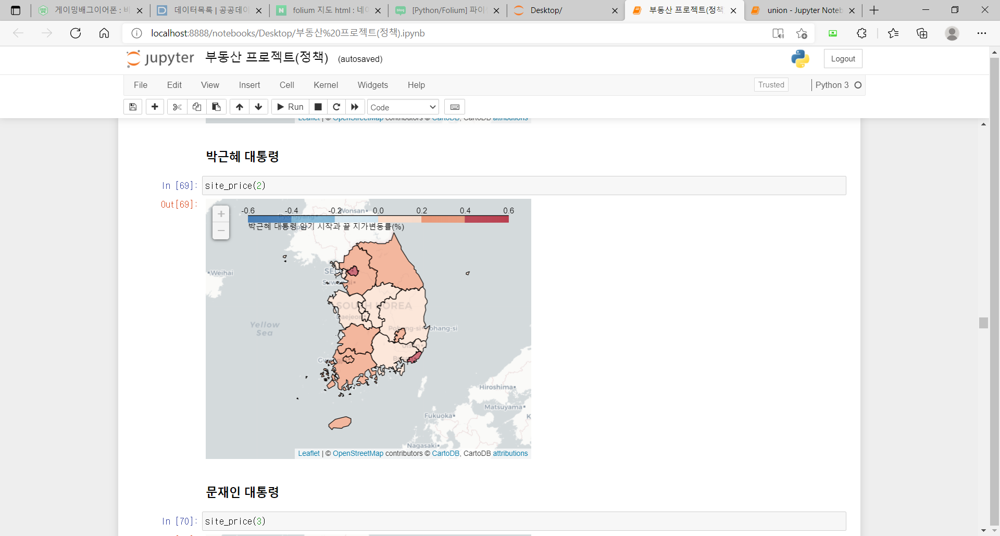 게이밍배그이어폰 : 비
데이터목록 | 공공데이
folium 지도 html : 네이
[Python/Folium] 파이
Desktop/
부동산 프로젝트(정책
union - Jupyter Noteb
localhost:8888/notebooks/Desktop/부동산%20프로젝트(정책).ipynb
jupyter 부동산 프로젝트(정책) (autosaved)
Logout
File Edit View Insert Cell Kernel Widgets Help
Trusted
Python 3
Run
Code
Leaflet | © OpenStreetMap contributors © CartoDB, CartoDB attributions
박근혜 대통령
In [69]: site_price(2)
Out[69]:
+
−
-0.6 -0.4 -0.2 0.0 0.2 0.4 0.6
Wonsan
박근혜 대통령 임기 시작과 끝 지가변동률(%)
Weihai
SOUTH KOREA
Daejeon
Yellow
Sea
Pohang-si
Hiroshima
Matsuyama
Fukuoka
Nagasaki
Leaflet | © OpenStreetMap contributors © CartoDB, CartoDB attributions
문재인 대통령
In [70]: site_price(3)